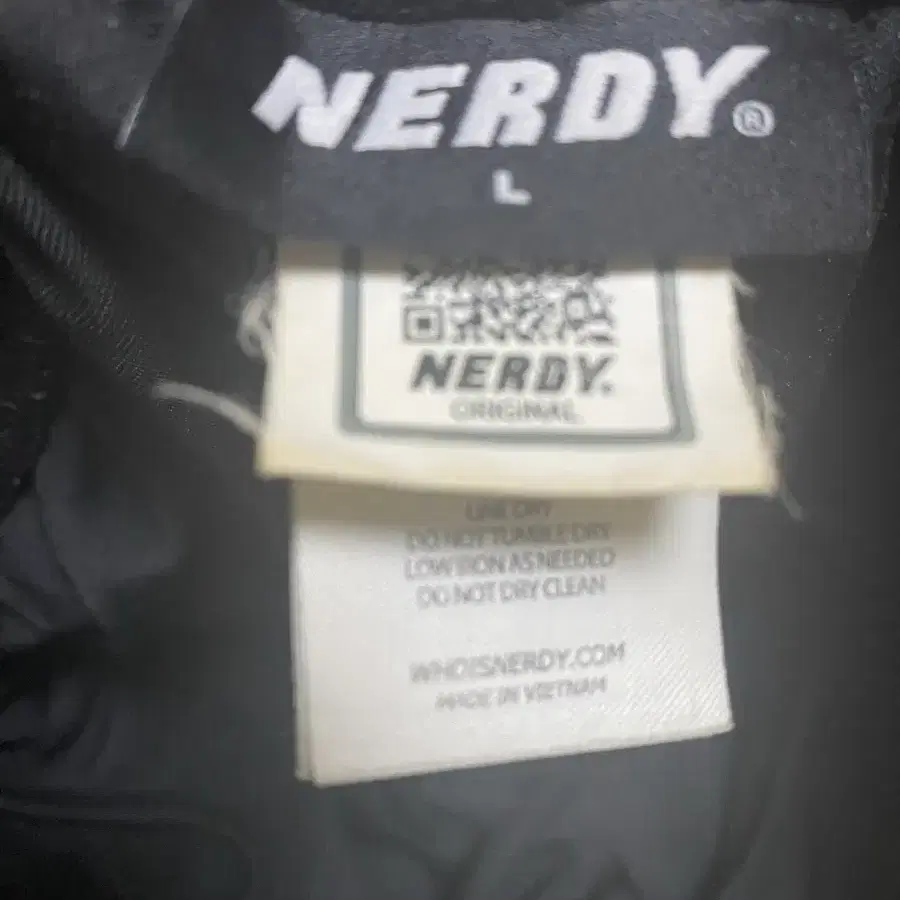 NERDY®
L
NERDY.
ORIGINAL
LINE DRY
DO NOT TUMBLE DRY
LOW IRON AS NEEDED
DO NOT DRY CLEAN
WHOISNERDY.COM
MADE IN VIETNAM